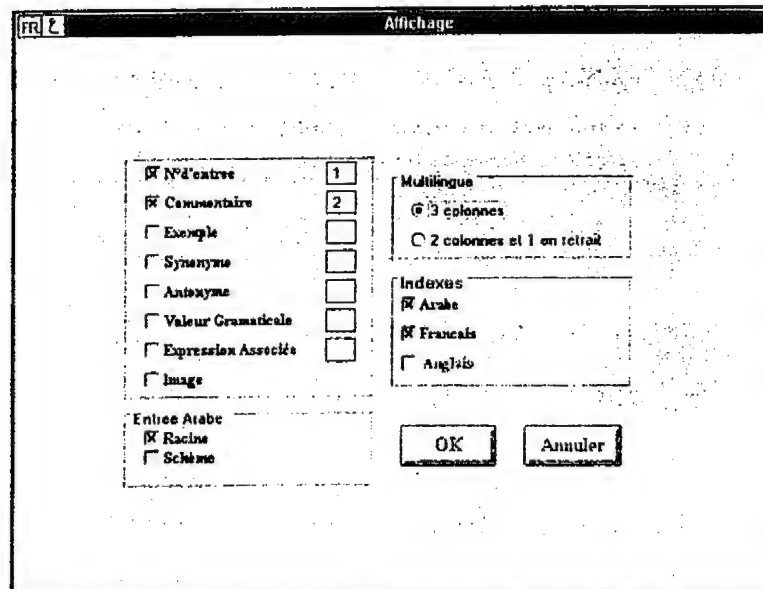 FR ع
Affichage
N°d'entree 1
Commentaire 2
Exemple
Synonyme
Antonyme
Valeur Gramaticale
Expression Associés
Image
Entree Arabe
Racine
Schème
Multilingue
3 colonnes
2 colonnes et 1 en retrait
Indexes
Arabe
Francais
Anglais
OK
Annuler